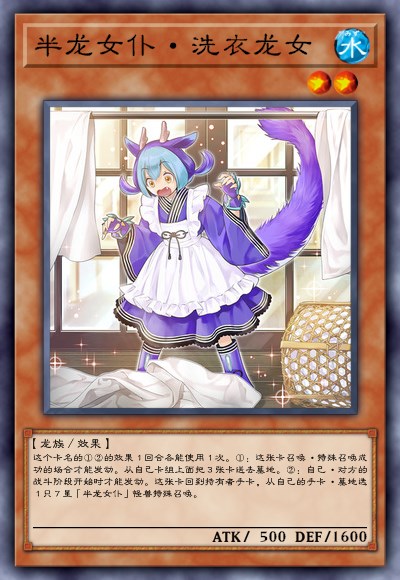 半龙女仆·洗衣龙女
水
【龙族／效果】
这个卡名的①②的效果1回合各能使用1次。①：这张卡召唤·特殊召唤成
功的场合才能发动。从自己卡组上面把3张卡送去墓地。②：自己·对方的
战斗阶段开始时才能发动。这张卡回到持有者手卡，从自己的手卡·墓地选
1只7星「半龙女仆」怪兽特殊召唤。
ATK/ 500 DEF/1600